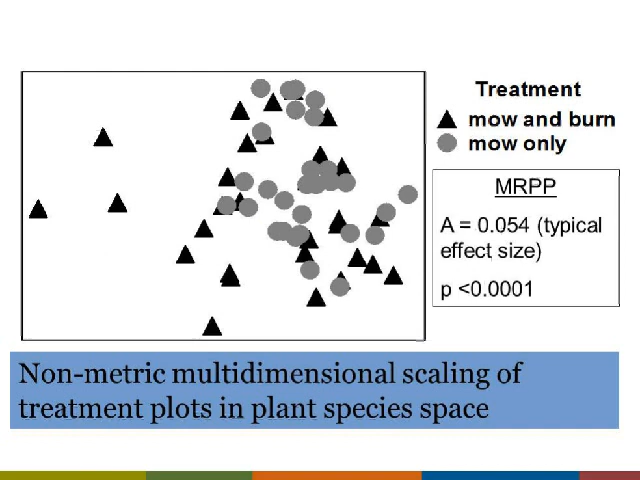 Treatment
mow and burn
mow only
MRPP
A = 0.054 (typical
effect size)
p <0.0001
Non-metric multidimensional scaling of
treatment plots in plant species space